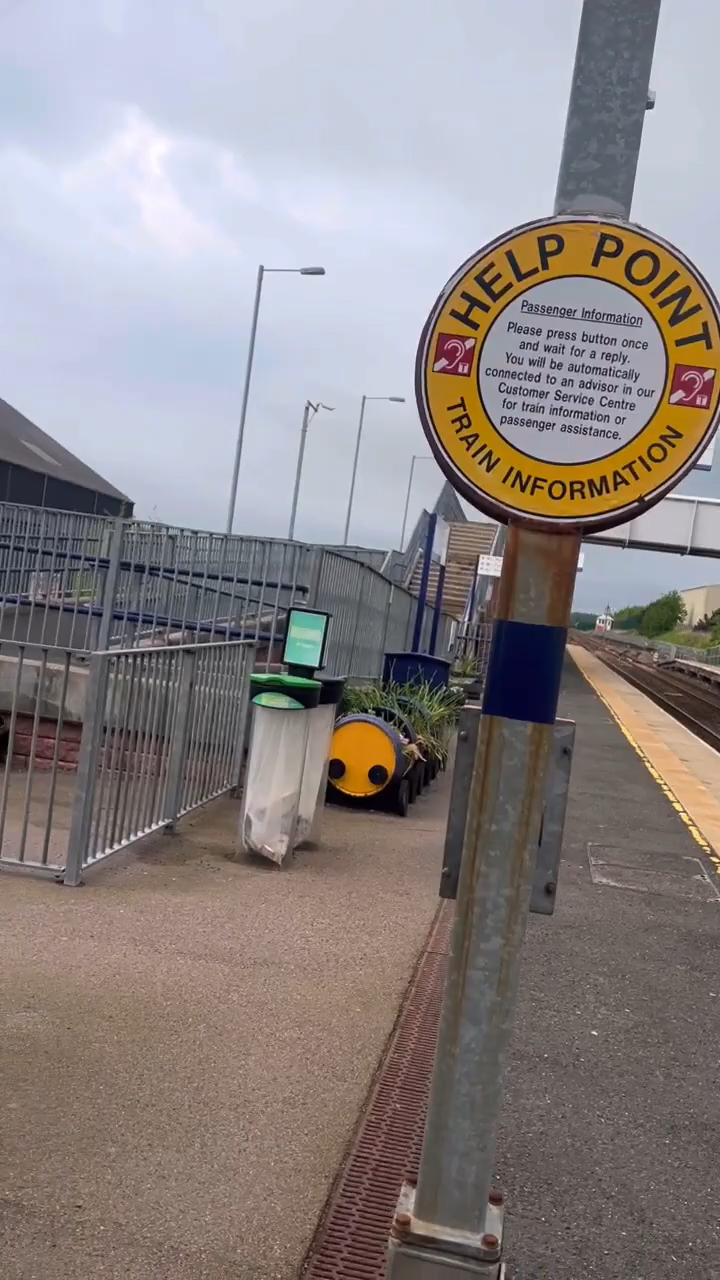 HELP POINT
Passenger Information
Please press button once
and wait for a reply.
You will be automatically
connected to an advisor in our
Customer Service Centre
for train information or
passenger assistance.
T
T
TRAIN INFORMATION